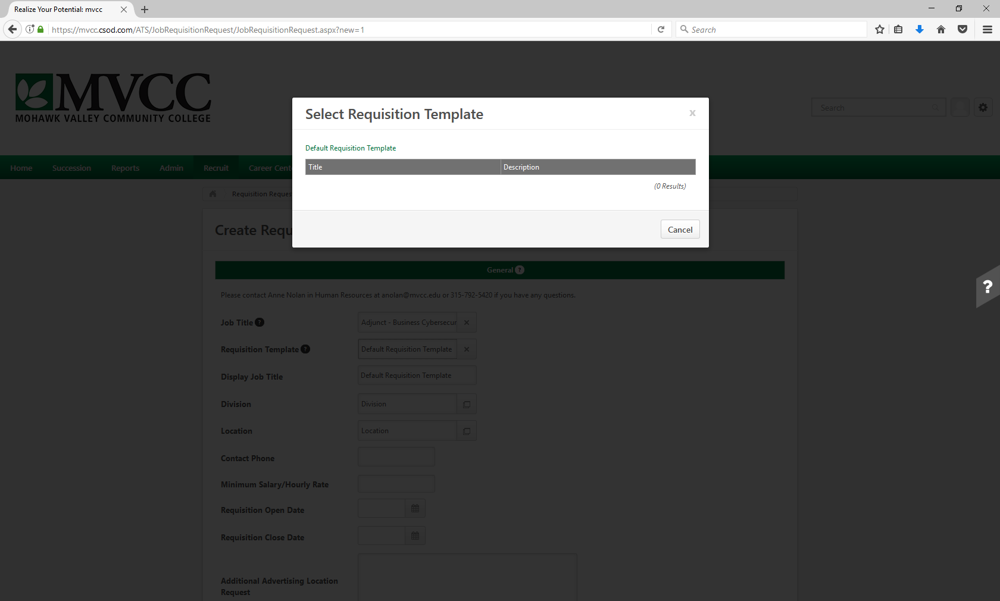 Realize Your Potential: mvcc
https://mvcc.csod.com/ATS/JobRequisitionRequest/JobRequisitionRequest.aspx?new=1
Search
MVCC
MOHAWK VALLEY COMMUNITY COLLEGE
Search
Select Requisition Template
x
Default Requisition Template
Title Description
(0 Results)
Cancel
Home Succession Reports Admin Recruit Career Cent
Requisition Reques
Create Requ
General ?
Please contact Anne Nolan in Human Resources at anolan@mvcc.edu or 315-792-5420 if you have any questions.
Job Title ? Adjunct - Business Cybersecur
Requisition Template ? Default Requisition Template
Display Job Title Default Requisition Template
Division Division
Location Location
Contact Phone
Minimum Salary/Hourly Rate
Requisition Open Date
Requisition Close Date
Additional Advertising Location
Request
?